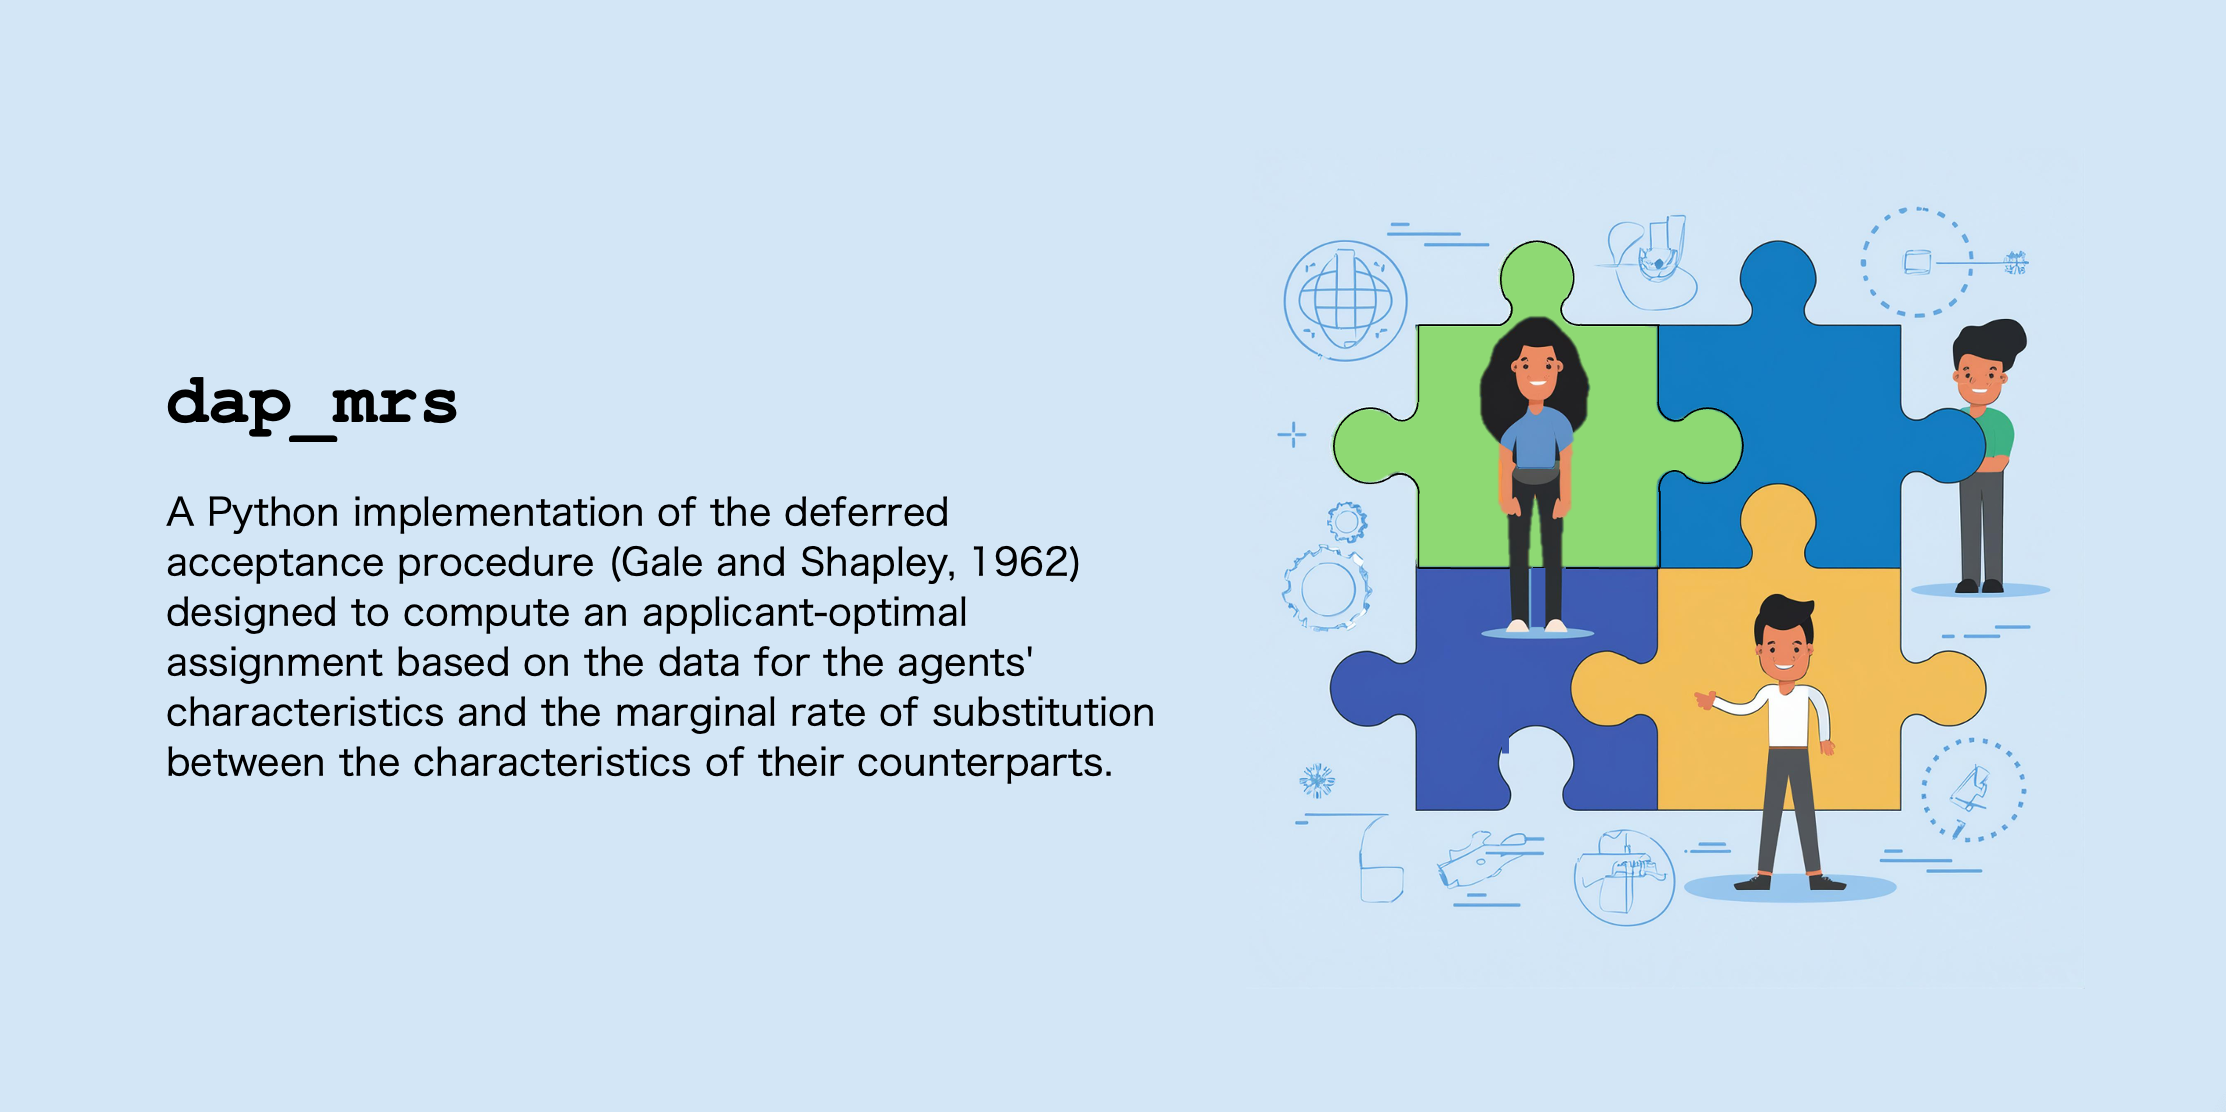 dap_mrs
A Python implementation of the deferred
acceptance procedure (Gale and Shapley, 1962)
designed to compute an applicant-optimal
assignment based on the data for the agents'
characteristics and the marginal rate of substitution
between the characteristics of their counterparts.